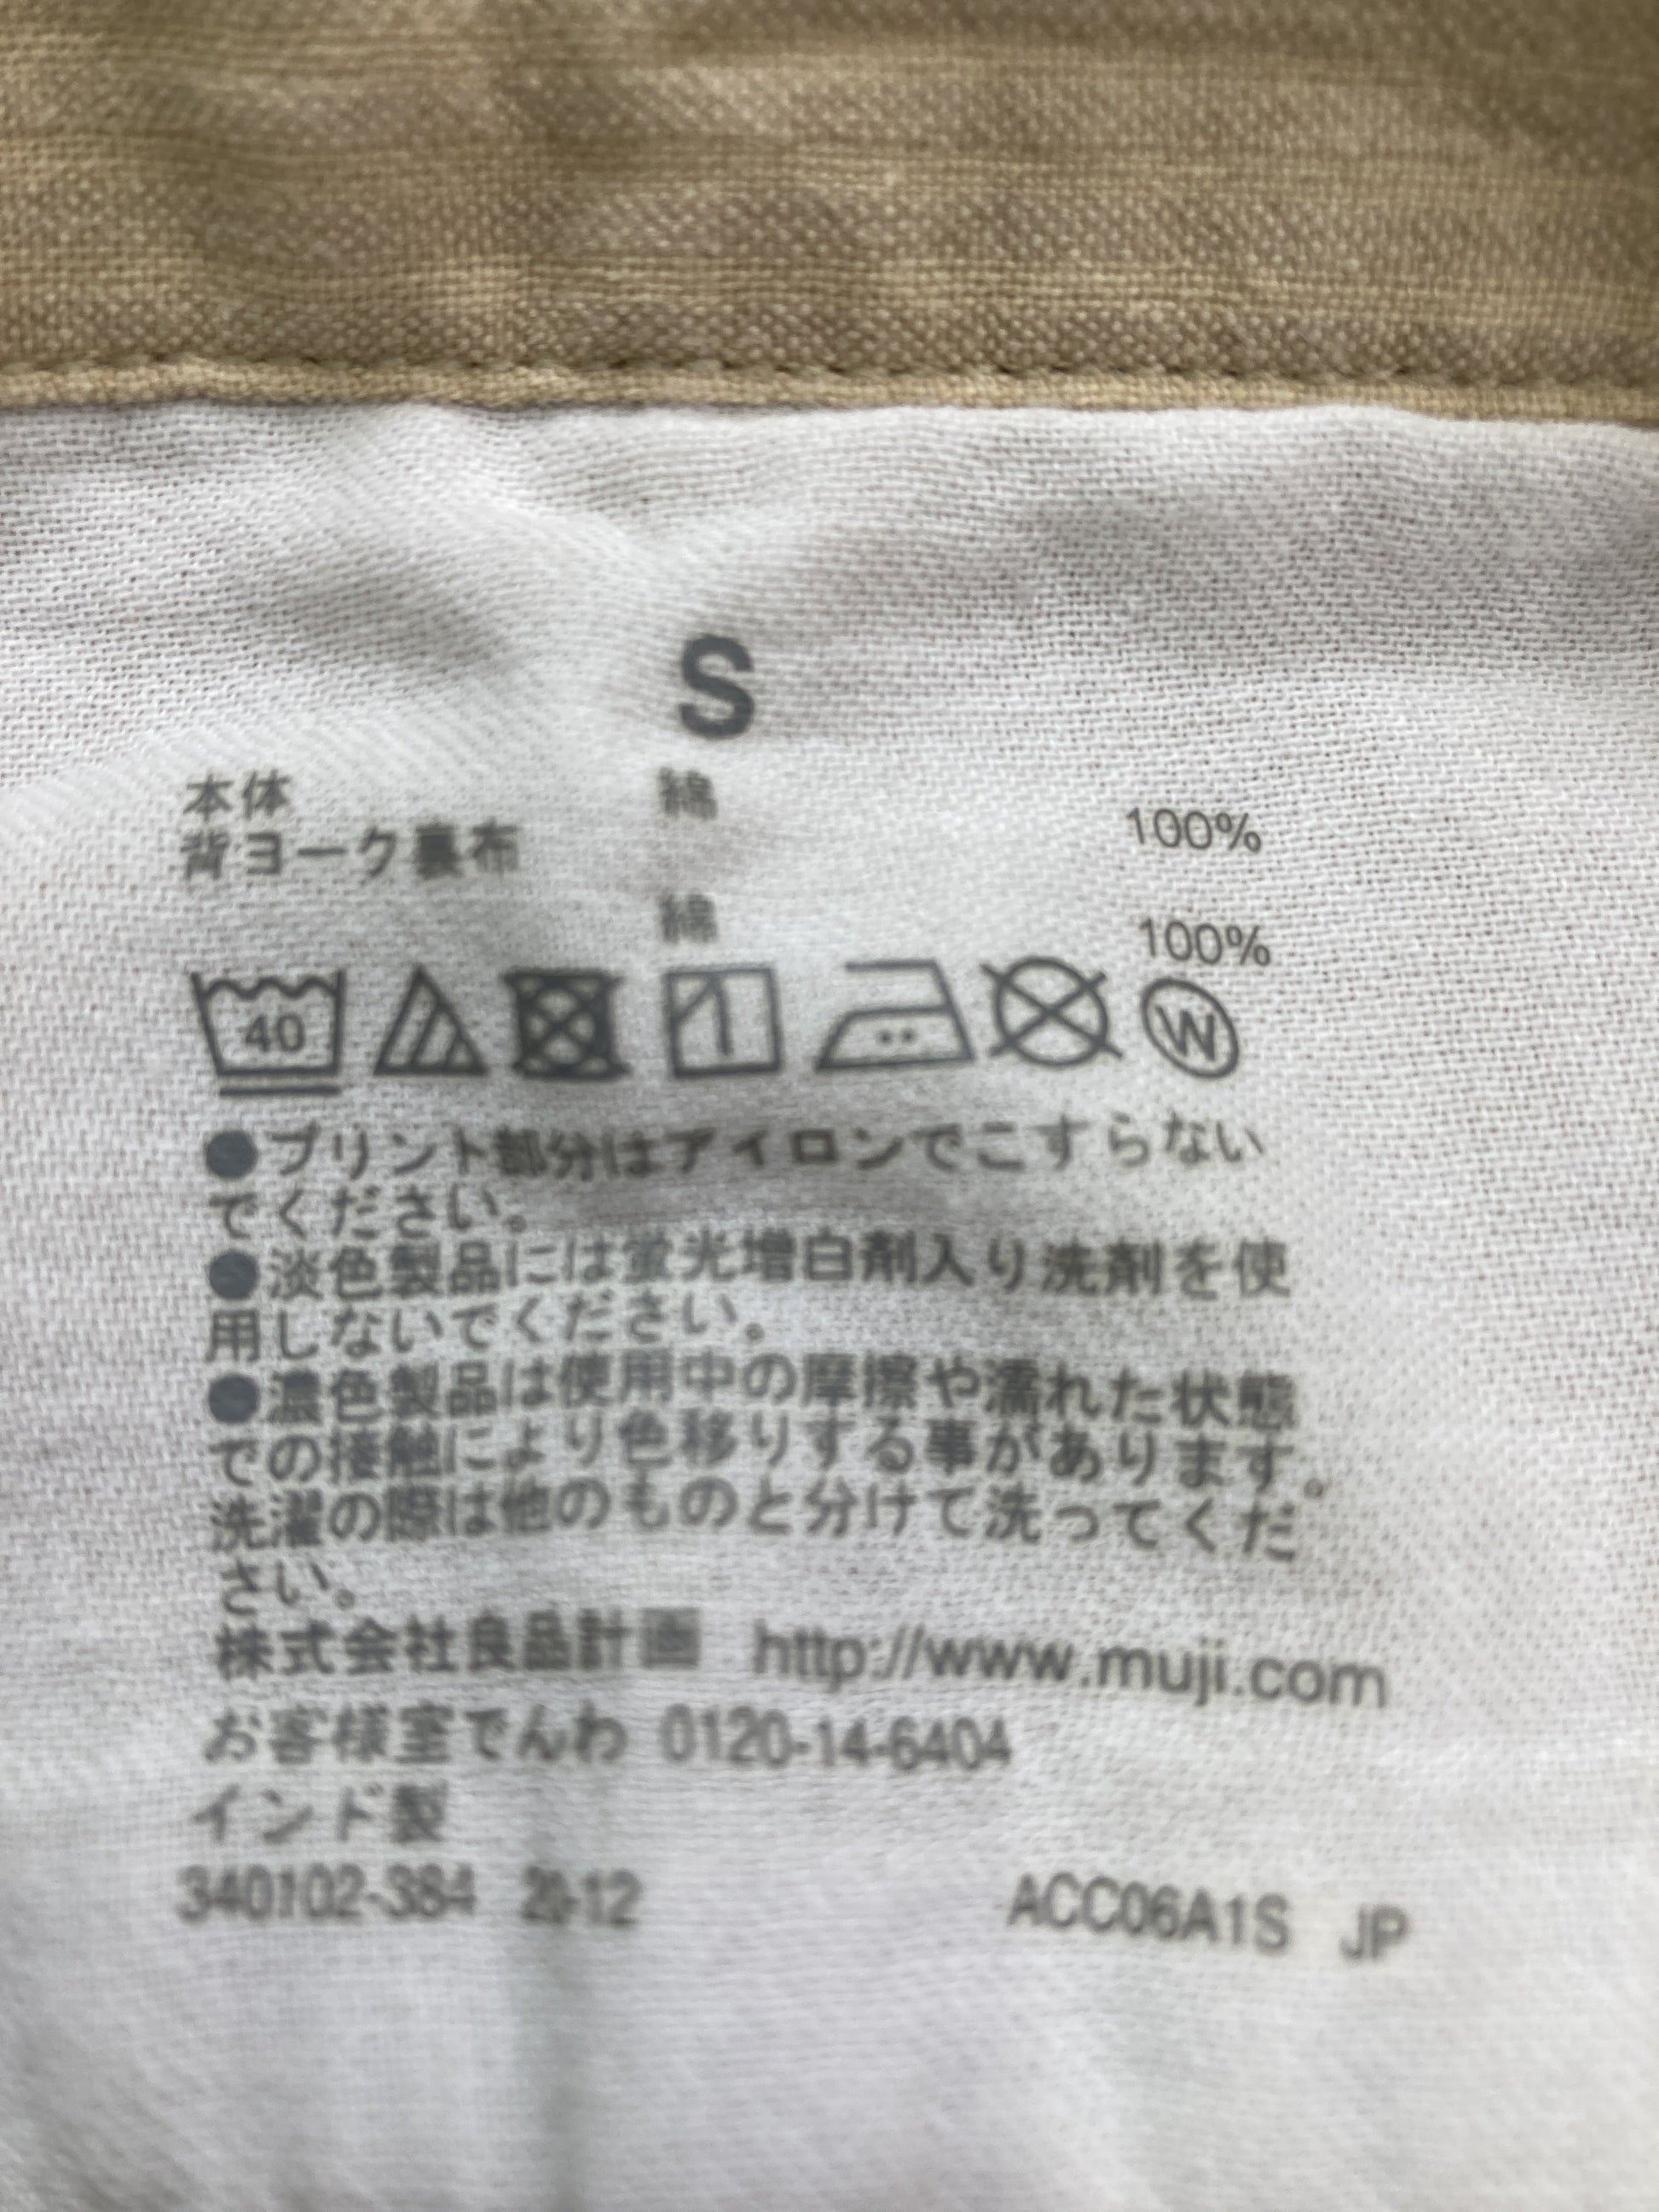 S
本体 綿 100%
背ヨーク裏布
綿 100%
40
W
●プリント部分はアイロンでこすらない
でください。
●淡色製品には蛍光増白剤入り洗剤を使
用しないでください。
●濃色製品は使用中の摩擦や濡れた状態
での接触により色移りする事があります。
洗濯の際は他のものと分けて洗ってくだ
さい。
株式会社良品計画 http://www.muji.com
お客様室でんわ 0120-14-6404
インド製
340102-384 20-12 ACC06A1S JP